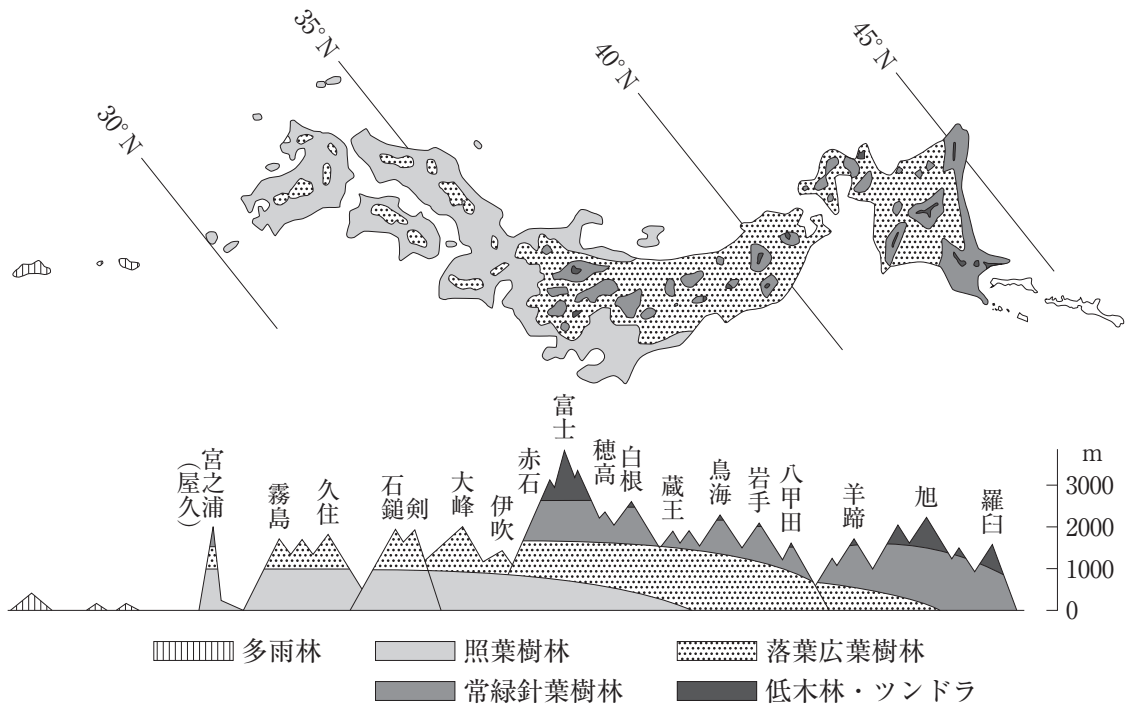 30°N
35°N
40°N
45°N
宮之浦
(屋久)
霧島
久住
石鎚
剣
大峰
伊吹
赤石
富士
穂高
白根
蔵王
鳥海
岩手
八甲田
羊蹄
旭
羅臼
m
3000
2000
1000
0
多雨林
照葉樹林
落葉広葉樹林
常緑針葉樹林
低木林・ツンドラ